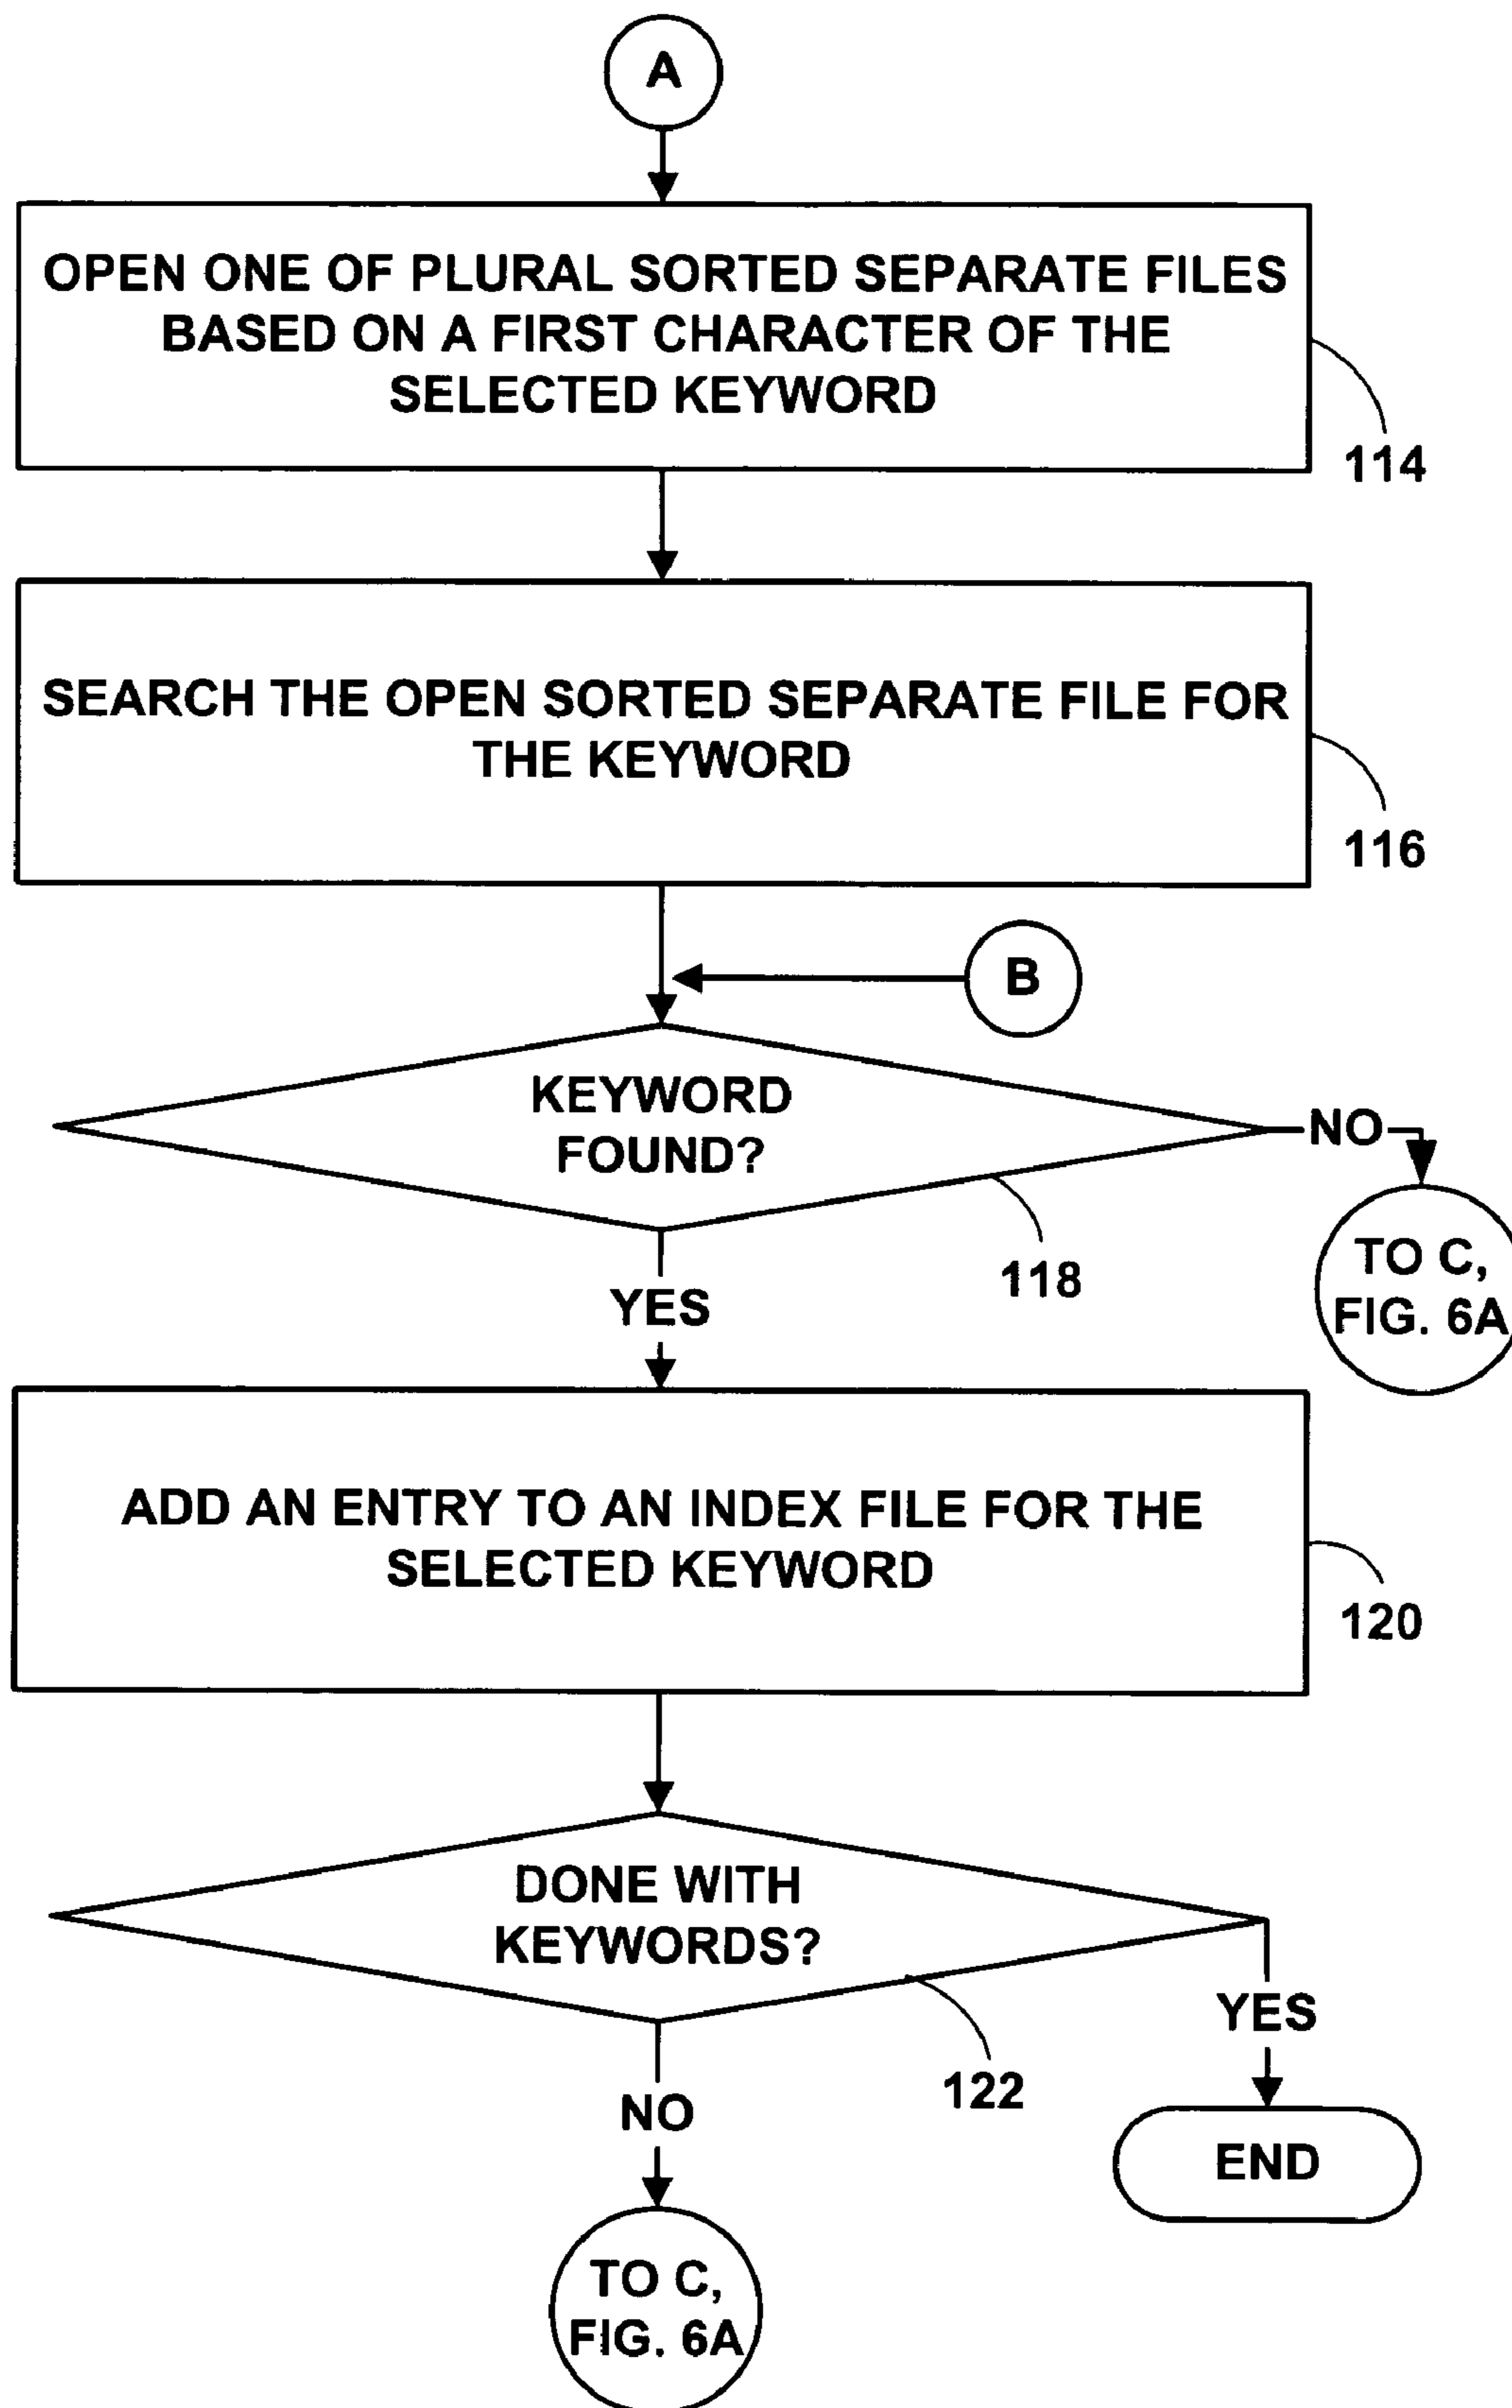 A
OPEN ONE OF PLURAL SORTED SEPARATE FILES
BASED ON A FIRST CHARACTER OF THE
SELECTED KEYWORD
114
SEARCH THE OPEN SORTED SEPARATE FILE FOR
THE KEYWORD
116
B
KEYWORD
FOUND?
NO
118
TO C,
FIG. 6A
YES
ADD AN ENTRY TO AN INDEX FILE FOR THE
SELECTED KEYWORD
120
DONE WITH
KEYWORDS?
YES
122
NO
END
TO C,
FIG. 6A